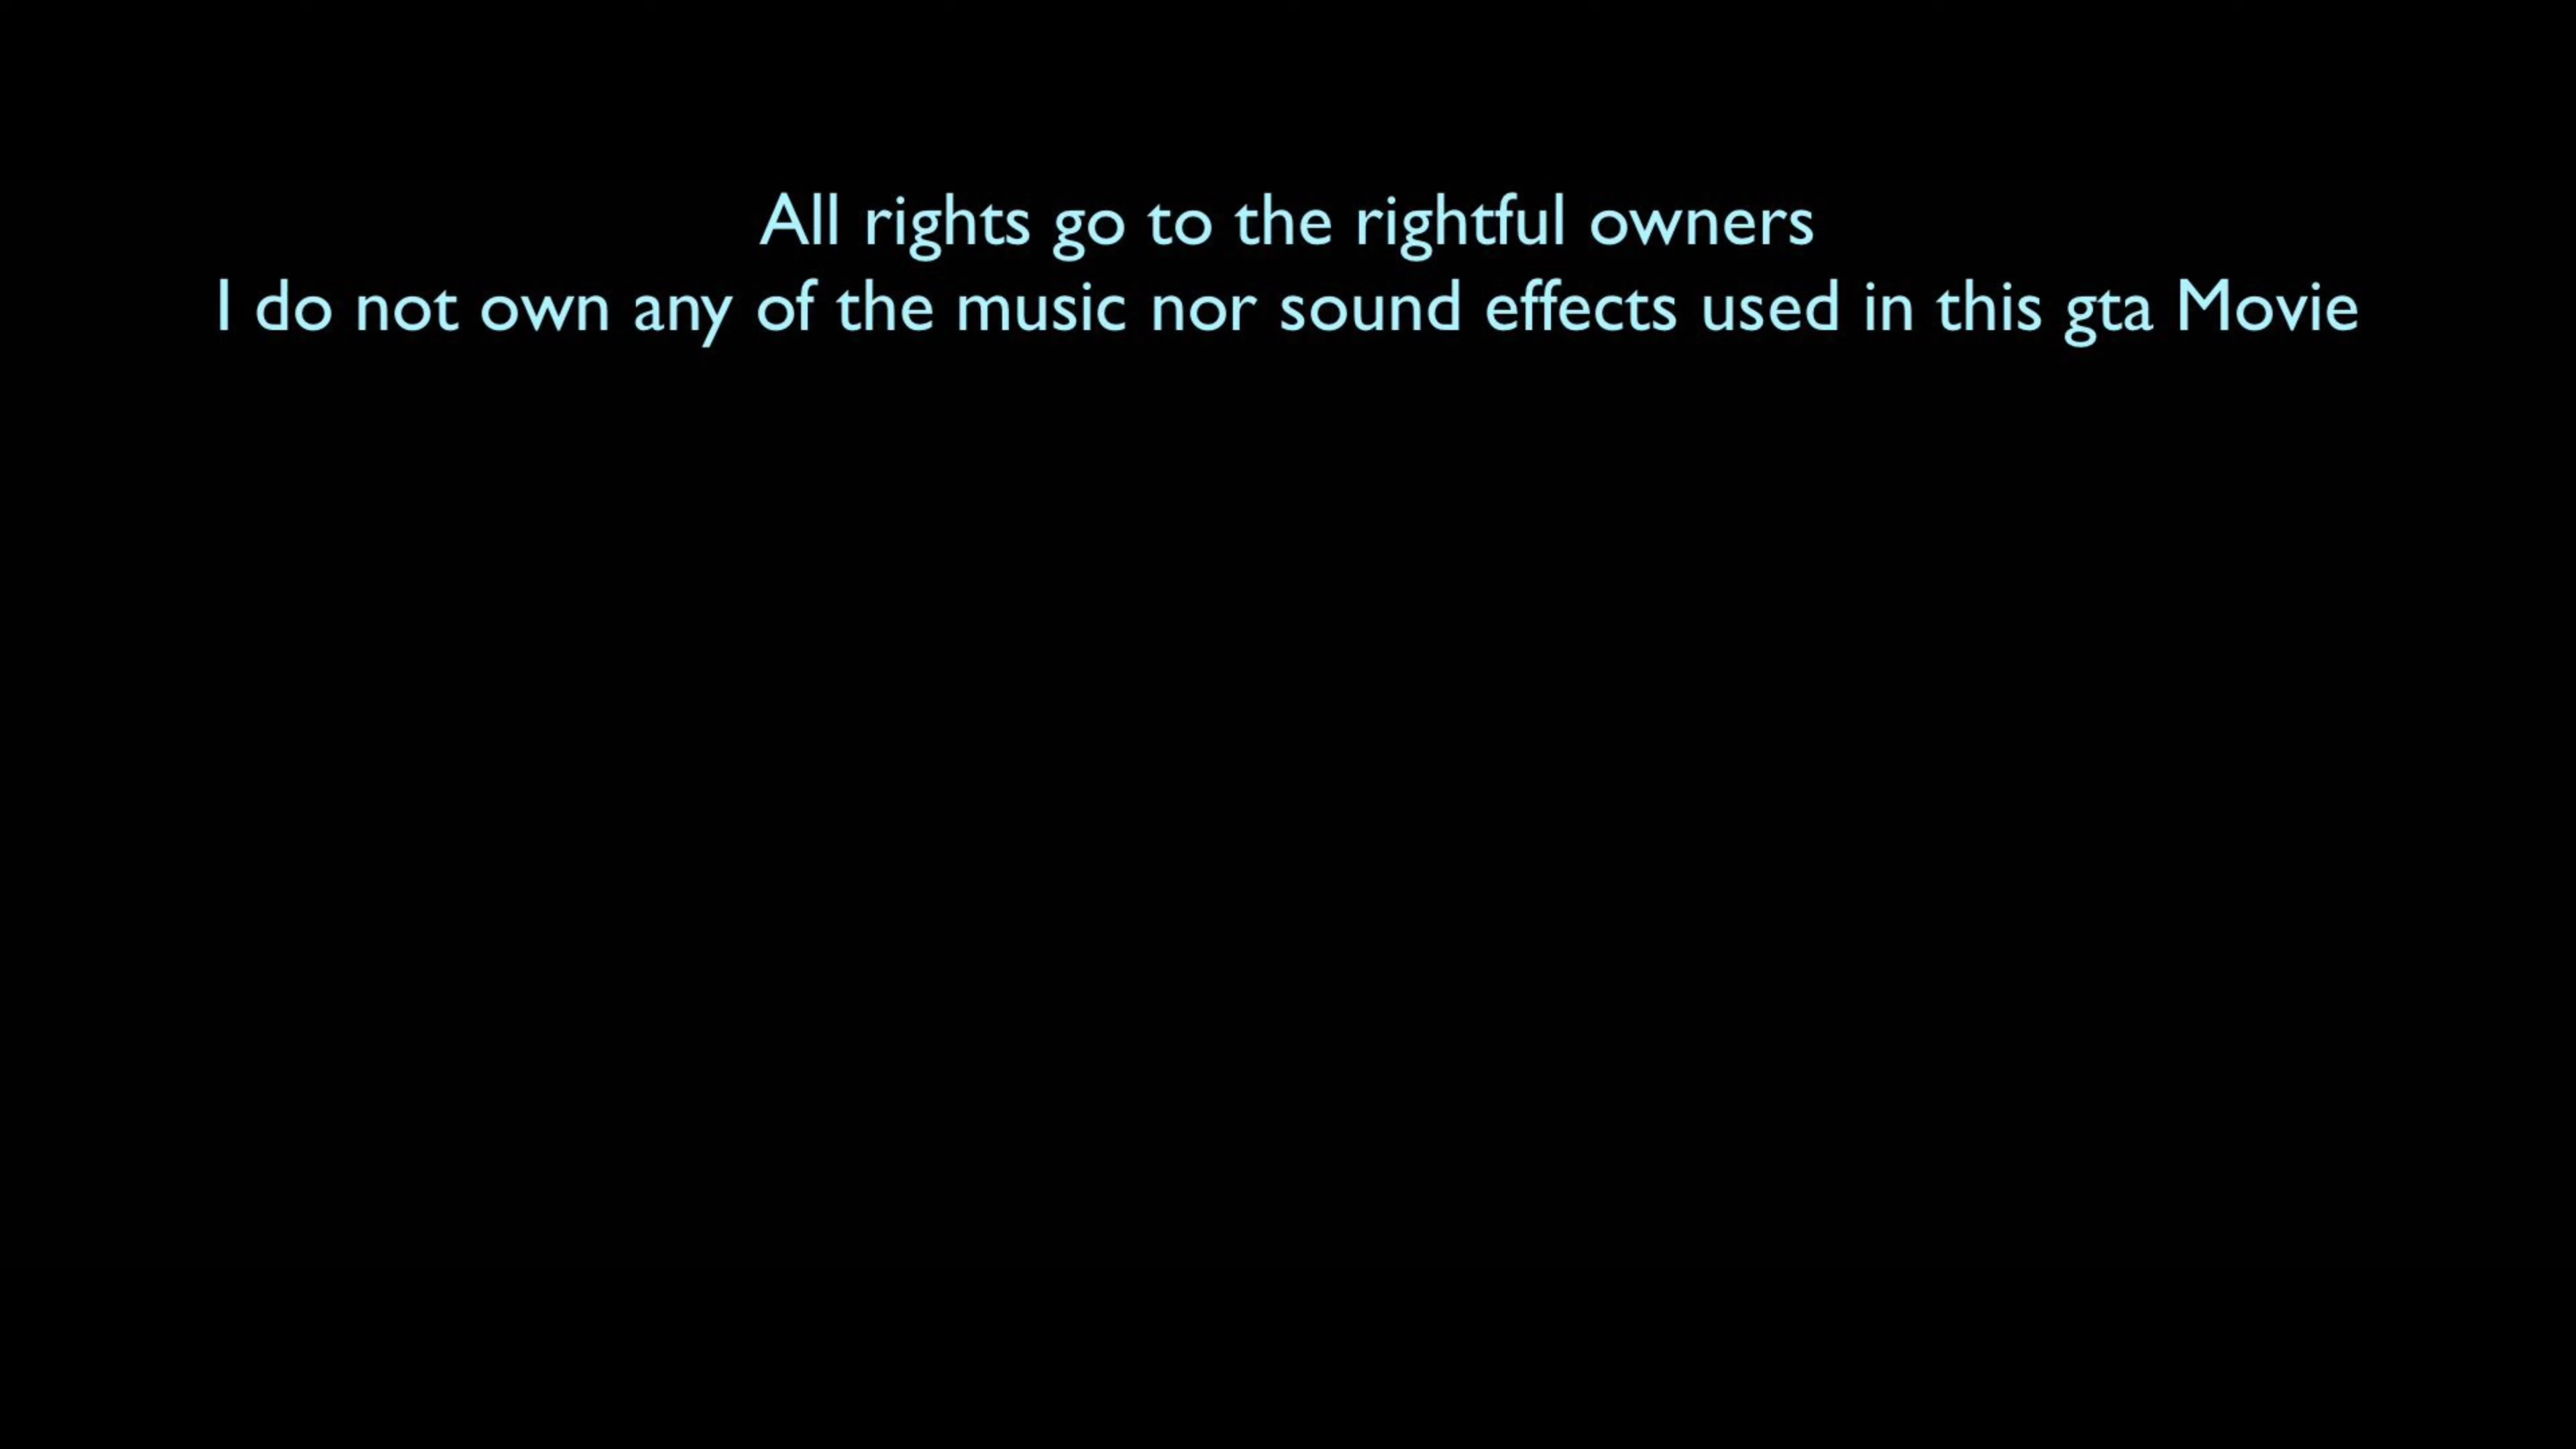 All rights go to the rightful owners
I do not own any of the music nor sound effects used in this gta Movie